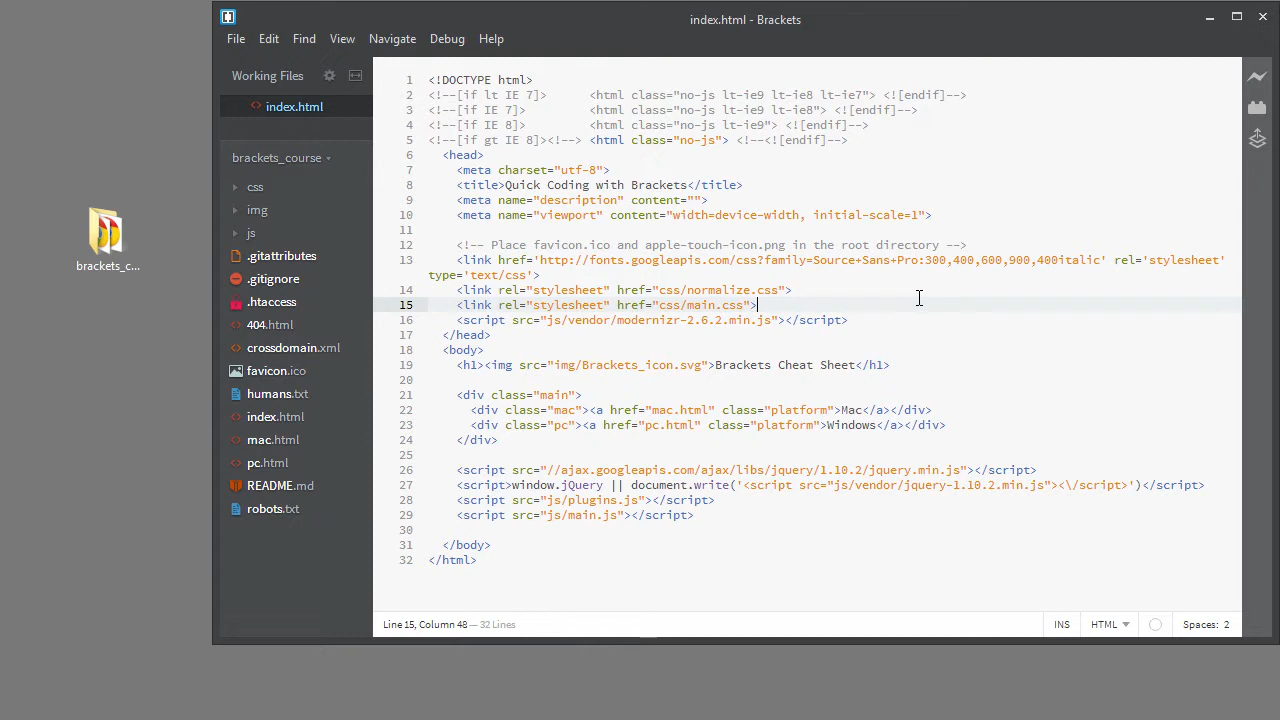 index.html - Brackets
File Edit Find View Navigate Debug Help
Working Files
index.html
brackets_course
css
img
js
.gitattributes
.gitignore
.htaccess
404.html
crossdomain.xml
favicon.ico
humans.txt
index.html
mac.html
pc.html
README.md
robots.txt
brackets_c...
1 <!DOCTYPE html>
2 <!--[if lt IE 7]>      <html class="no-js lt-ie9 lt-ie8 lt-ie7"> <![endif]-->
3 <!--[if IE 7]>         <html class="no-js lt-ie9 lt-ie8"> <![endif]-->
4 <!--[if IE 8]>         <html class="no-js lt-ie9"> <![endif]-->
5 <!--[if gt IE 8]><!--> <html class="no-js"> <!--<![endif]-->
6   <head>
7     <meta charset="utf-8">
8     <title>Quick Coding with Brackets</title>
9     <meta name="description" content="">
10     <meta name="viewport" content="width=device-width, initial-scale=1">
11
12     <!-- Place favicon.ico and apple-touch-icon.png in the root directory -->
13     <link href='http://fonts.googleapis.com/css?family=Source+Sans+Pro:300,400,600,900,400italic' rel='stylesheet'
type='text/css'>
14     <link rel="stylesheet" href="css/normalize.css">
15     <link rel="stylesheet" href="css/main.css">
16     <script src="js/vendor/modernizr-2.6.2.min.js"></script>
17   </head>
18   <body>
19     <h1><img src="img/Brackets_icon.svg">Brackets Cheat Sheet</h1>
20
21     <div class="main">
22       <div class="mac"><a href="mac.html" class="platform">Mac</a></div>
23       <div class="pc"><a href="pc.html" class="platform">Windows</a></div>
24     </div>
25
26     <script src="//ajax.googleapis.com/ajax/libs/jquery/1.10.2/jquery.min.js"></script>
27     <script>window.jQuery || document.write('<script src="js/vendor/jquery-1.10.2.min.js"><\/script>')</script>
28     <script src="js/plugins.js"></script>
29     <script src="js/main.js"></script>
30
31   </body>
32 </html>
Line 15, Column 48 — 32 Lines
INS HTML Spaces: 2